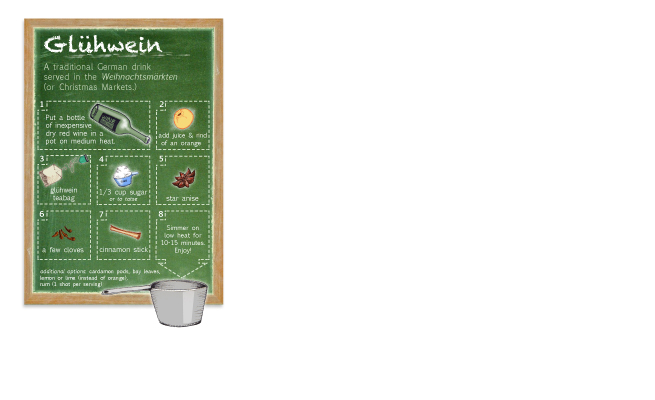 Glühwein
A traditional German drink
served in the Weihnachtsmärkten
(or Christmas Markets.)
1
Put a bottle
of inexpensive
dry red wine in a
pot on medium heat.
2
add juice & rind
of an orange
3
glühwein
teabag
4
1/3 cup sugar
or to taste
5
star anise
6
a few cloves
7
cinnamon stick
8
Simmer on
low heat for
10-15 minutes.
Enjoy!
additional options: cardamon pods, bay leaves,
lemon or lime (instead of orange),
rum (1 shot per serving)